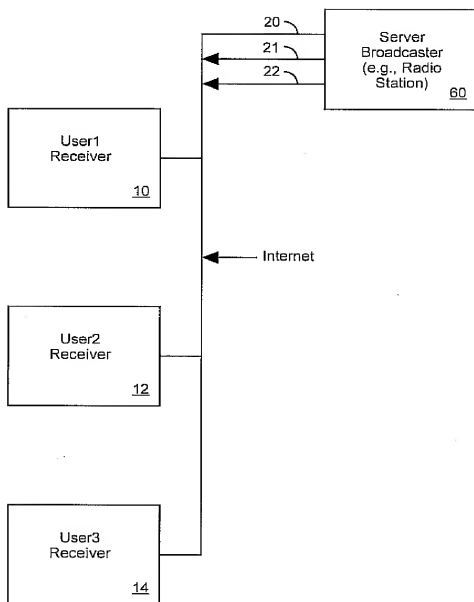 20
21
22
Server
Broadcaster
(e.g., Radio
Station)
60
User1
Receiver
10
Internet
User2
Receiver
12
User3
Receiver
14